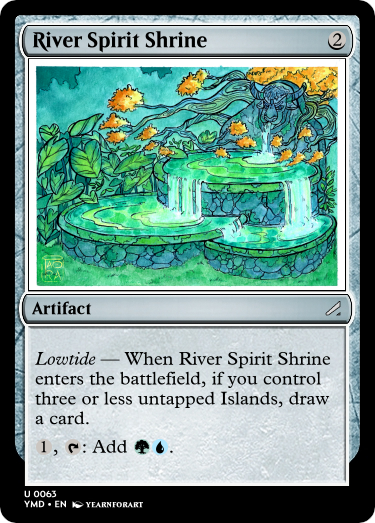 River Spirit Shrine 2
Artifact
Lowtide — When River Spirit Shrine
enters the battlefield, if you control
three or less untapped Islands, draw
a card.
1, : Add .
U 0063
YMD • EN YEARNFORART